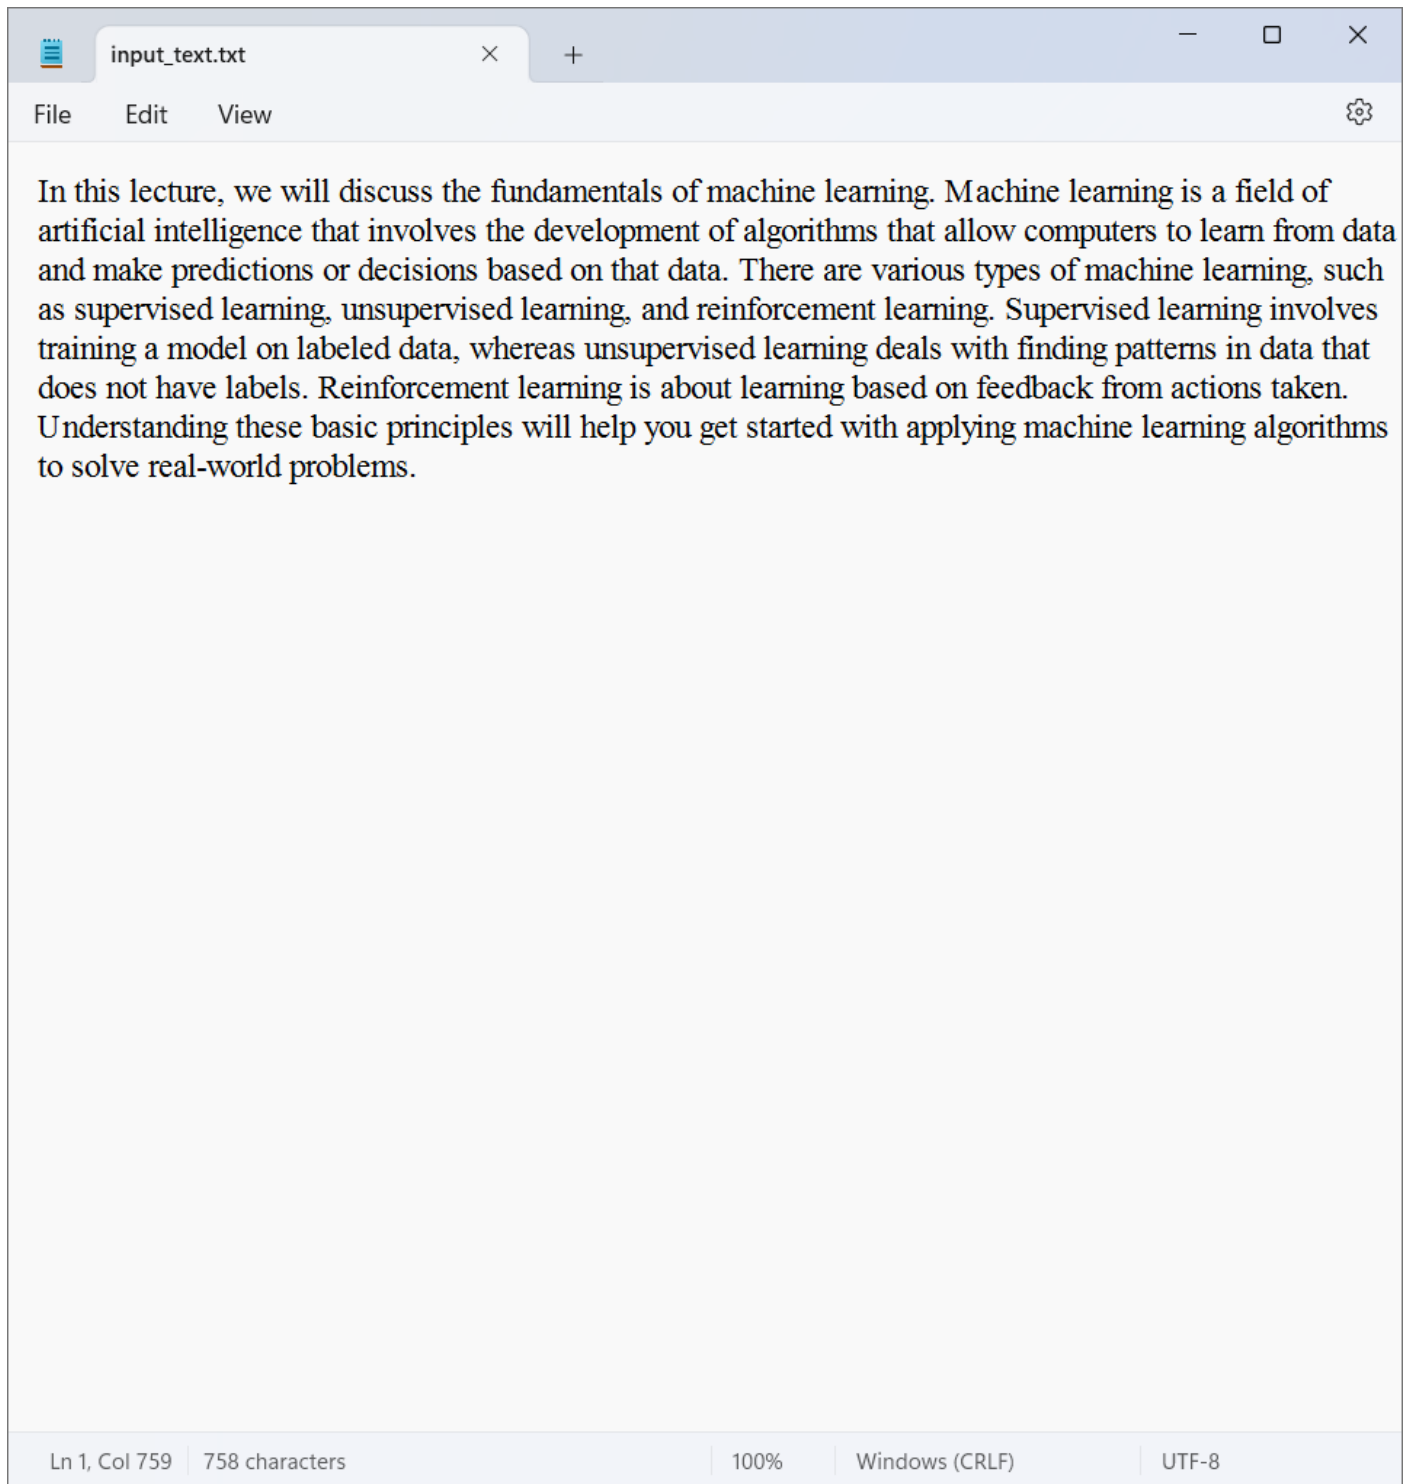 input_text.txt
File Edit View
In this lecture, we will discuss the fundamentals of machine learning. Machine learning is a field of
artificial intelligence that involves the development of algorithms that allow computers to learn from data
and make predictions or decisions based on that data. There are various types of machine learning, such
as supervised learning, unsupervised learning, and reinforcement learning. Supervised learning involves
training a model on labeled data, whereas unsupervised learning deals with finding patterns in data that
does not have labels. Reinforcement learning is about learning based on feedback from actions taken.
Understanding these basic principles will help you get started with applying machine learning algorithms
to solve real-world problems.
Ln 1, Col 759 758 characters 100% Windows (CRLF) UTF-8